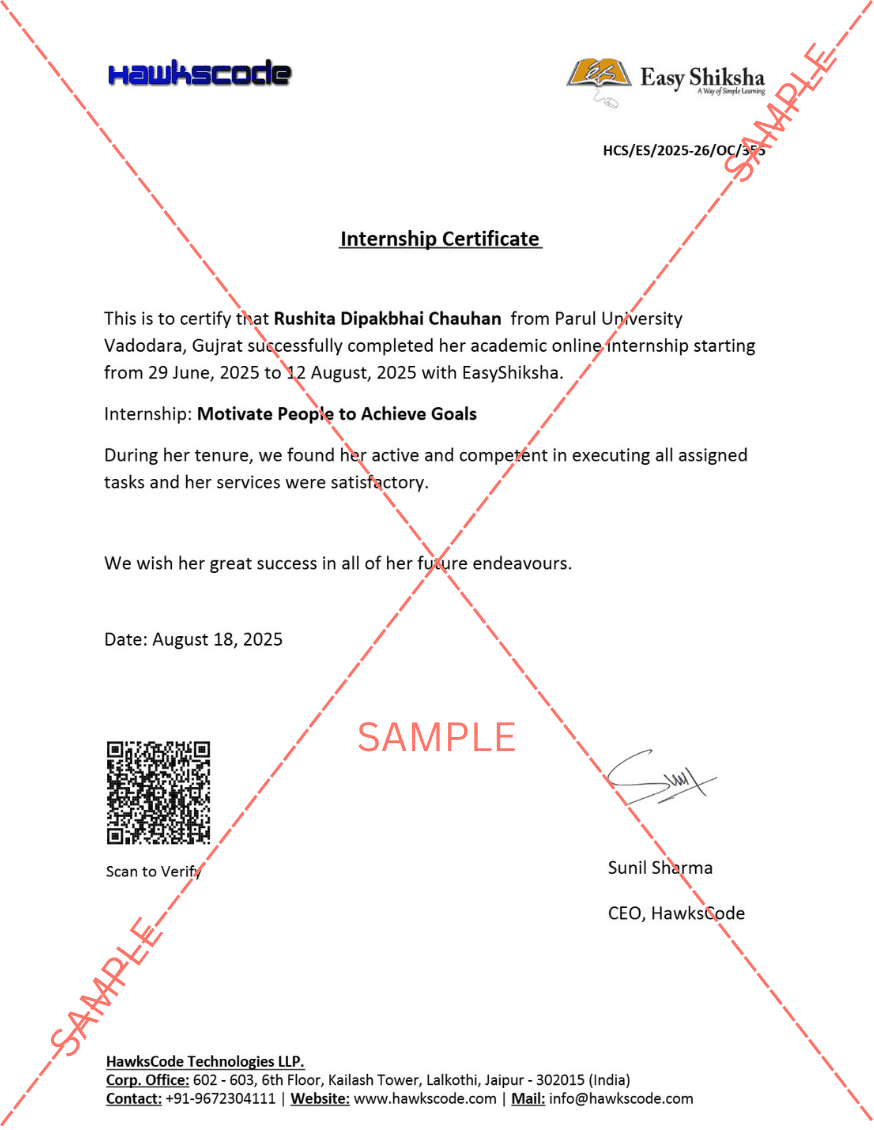 Hawkscode
Easy Shiksha
A Way of Simple Learning
HCS/ES/2025-26/OC/355
SAMPLE
Internship Certificate
This is to certify that Rushita Dipakbhai Chauhan from Parul University
Vadodara, Gujrat successfully completed her academic online internship starting
from 29 June, 2025 to 12 August, 2025 with EasyShiksha.
Internship: Motivate People to Achieve Goals
During her tenure, we found her active and competent in executing all assigned
tasks and her services were satisfactory.
We wish her great success in all of her future endeavours.
Date: August 18, 2025
SAMPLE
Scan to Verify
Sunil Sharma
CEO, HawksCode
SAMPLE
HawksCode Technologies LLP.
Corp. Office: 602 - 603, 6th Floor, Kailash Tower, Lalkothi, Jaipur - 302015 (India)
Contact: +91-9672304111 | Website: www.hawkscode.com | Mail: info@hawkscode.com